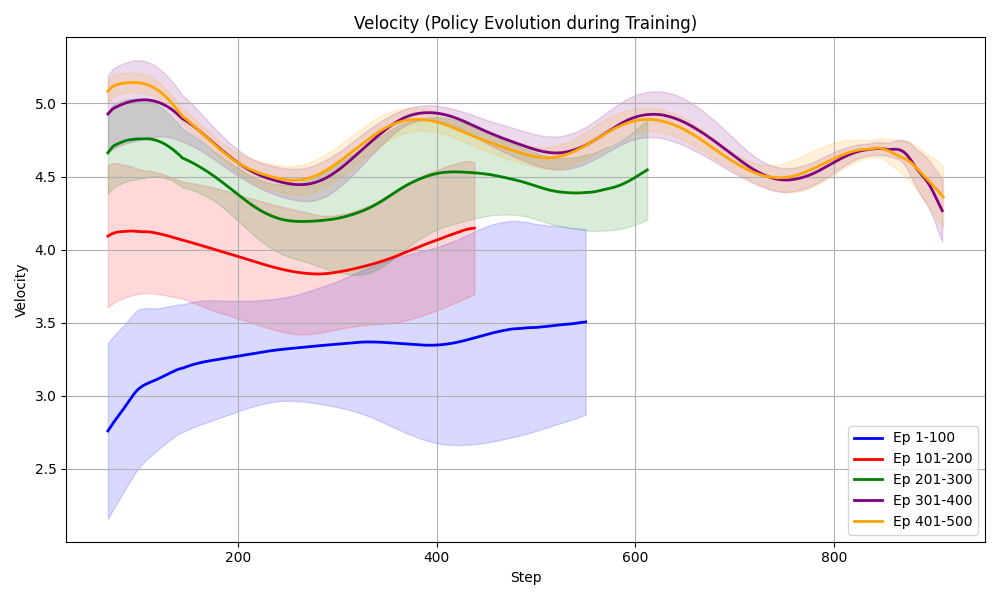 Velocity (Policy Evolution during Training)
Velocity
5.0
4.5
4.0
3.5
3.0
2.5
200
400
600
800
Step
Ep 1-100
Ep 101-200
Ep 201-300
Ep 301-400
Ep 401-500